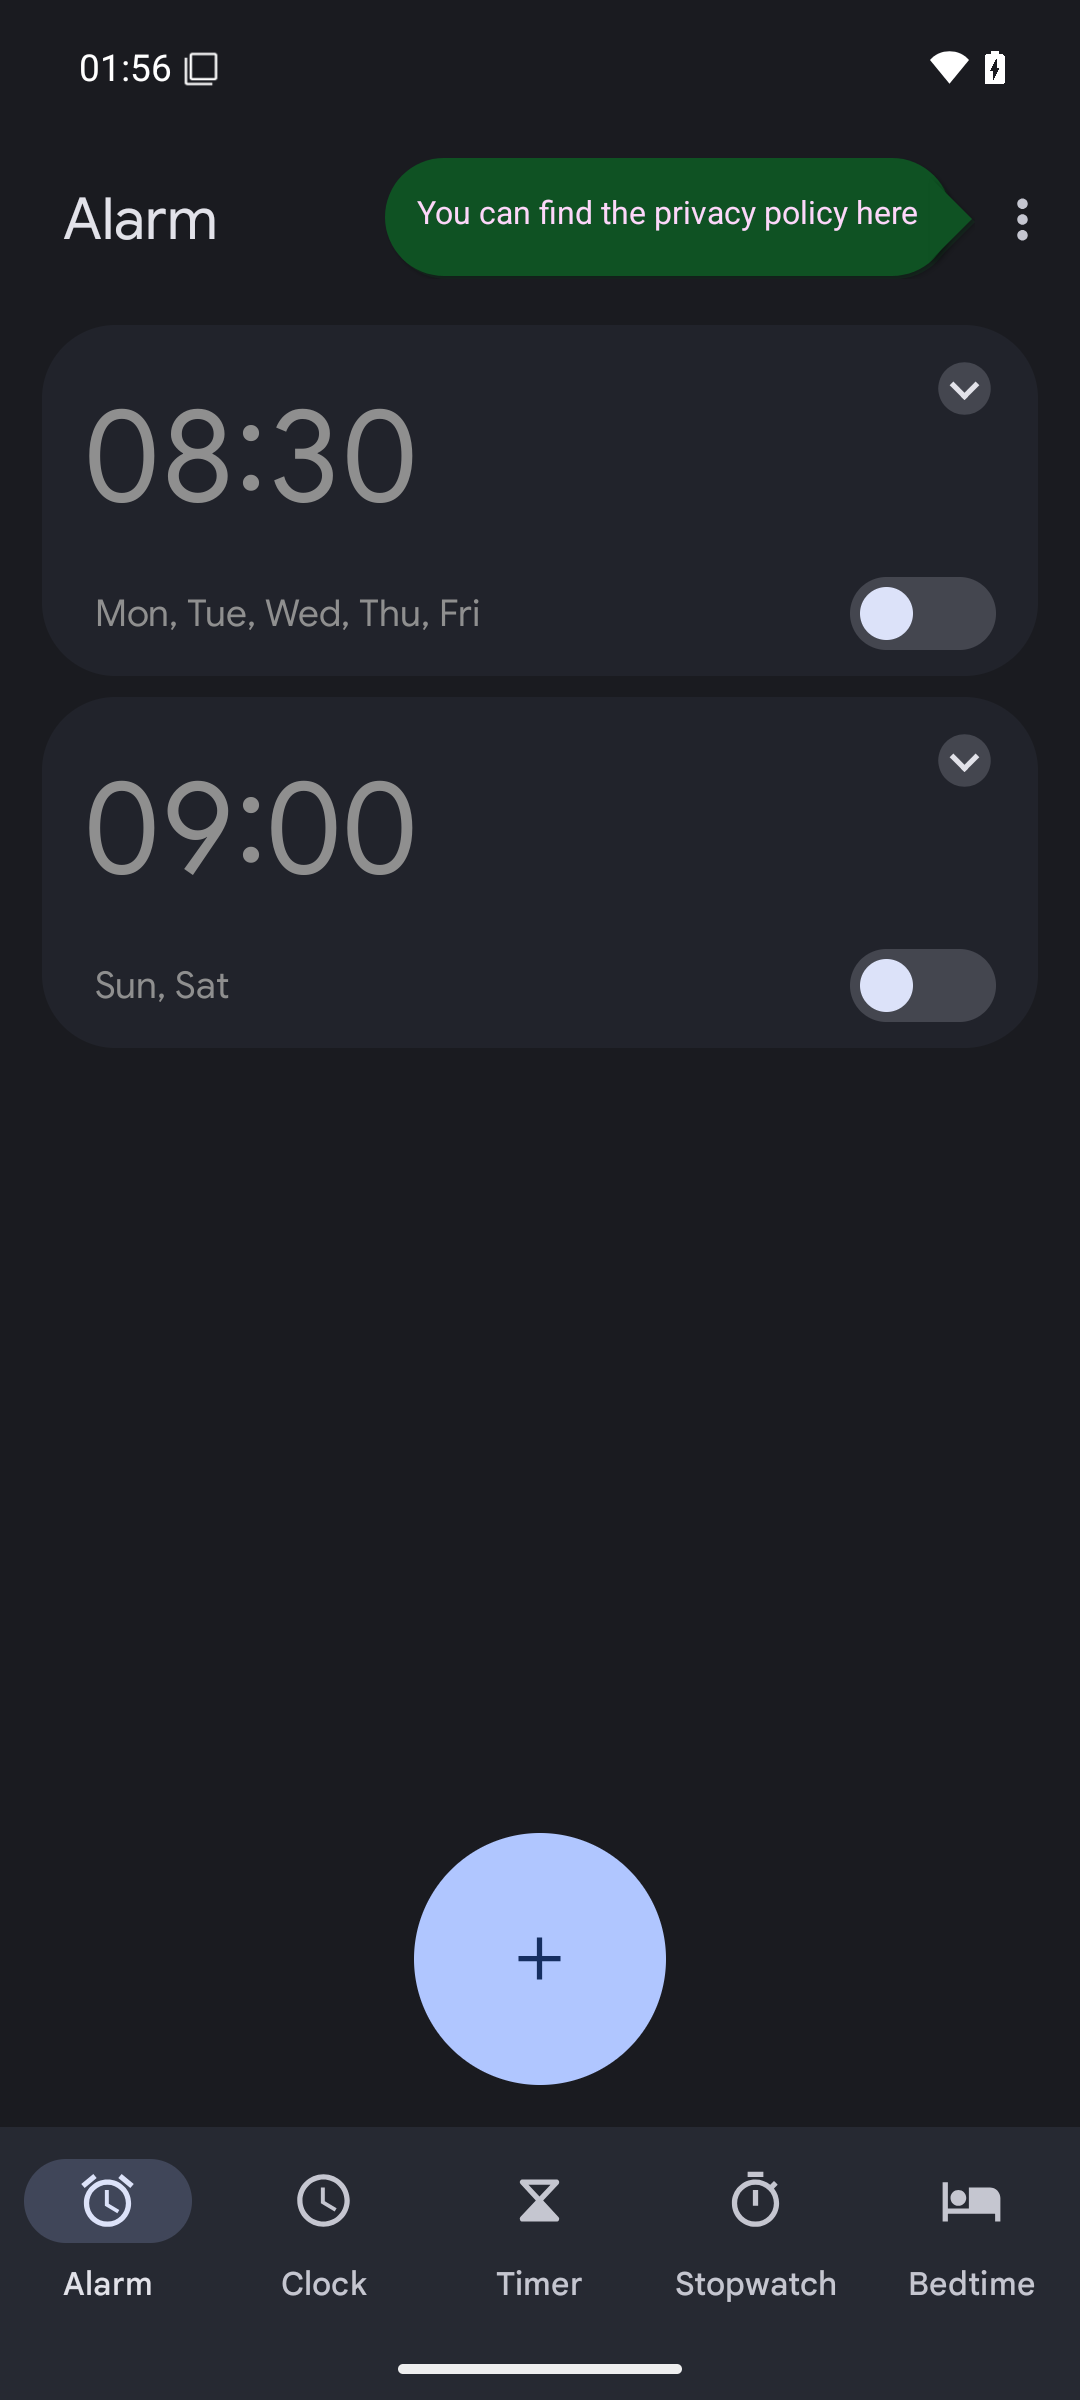 01:56
Alarm
You can find the privacy policy here
08:30
Mon, Tue, Wed, Thu, Fri
09:00
Sun, Sat
Alarm
Clock
Timer
Stopwatch
Bedtime